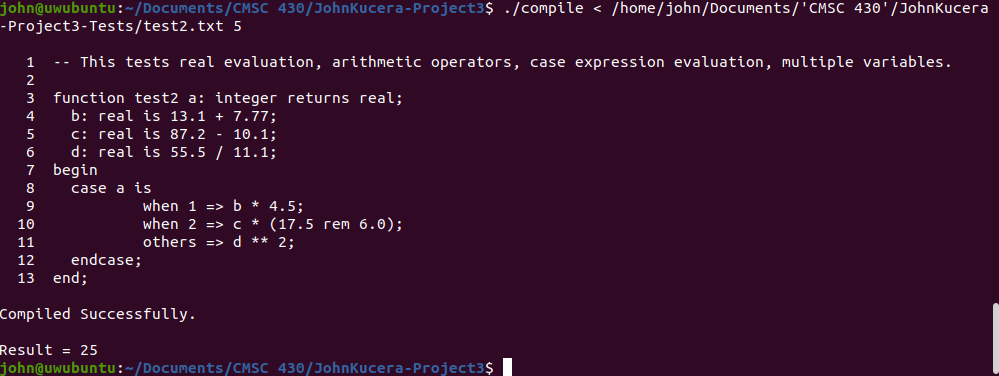 john@uwubuntu:~/Documents/CMSC 430/JohnKucera-Project3$ ./compile < /home/john/Documents/'CMSC 430'/JohnKucera
-Project3-Tests/test2.txt 5
1 -- This tests real evaluation, arithmetic operators, case expression evaluation, multiple variables.
2
3 function test2 a: integer returns real;
4   b: real is 13.1 + 7.77;
5   c: real is 87.2 - 10.1;
6   d: real is 55.5 / 11.1;
7 begin
8   case a is
9           when 1 => b * 4.5;
10           when 2 => c * (17.5 rem 6.0);
11           others => d ** 2;
12   endcase;
13 end;
Compiled Successfully.
Result = 25
john@uwubuntu:~/Documents/CMSC 430/JohnKucera-Project3$